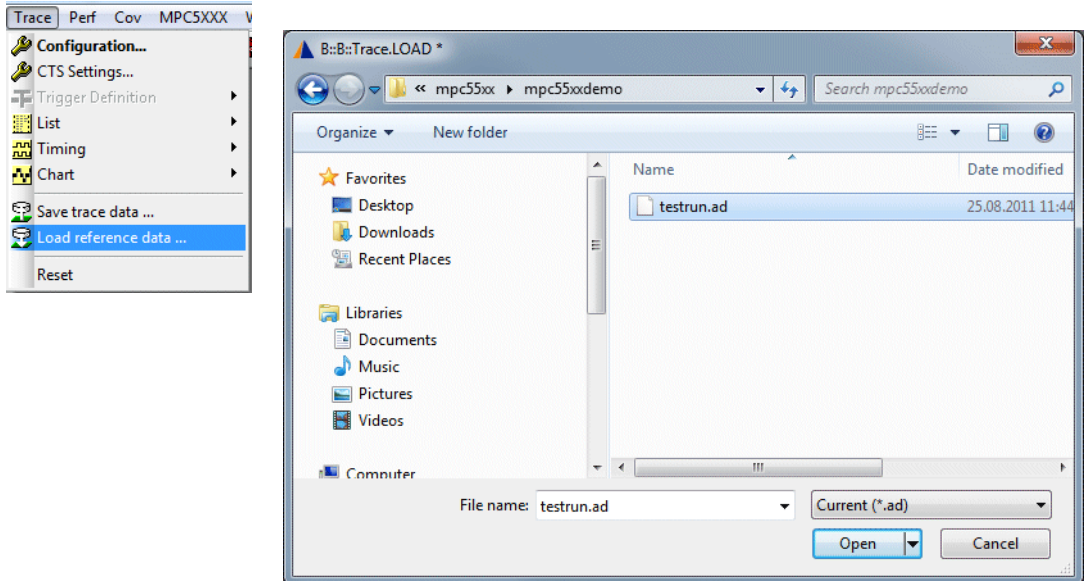 Trace Perf Cov MPC5XXX
Configuration...
CTS Settings...
Trigger Definition
List
Timing
Chart
Save trace data ...
Load reference data ...
Reset
B::B::Trace.LOAD *
« mpc55xx mpc55xxdemo
Search mpc55xxdemo
Organize New folder
Favorites
Desktop
Downloads
Recent Places
Libraries
Documents
Music
Pictures
Videos
Computer
Name Date modified
testrun.ad 25.08.2011 11:44
File name: testrun.ad Current (*.ad)
Open Cancel